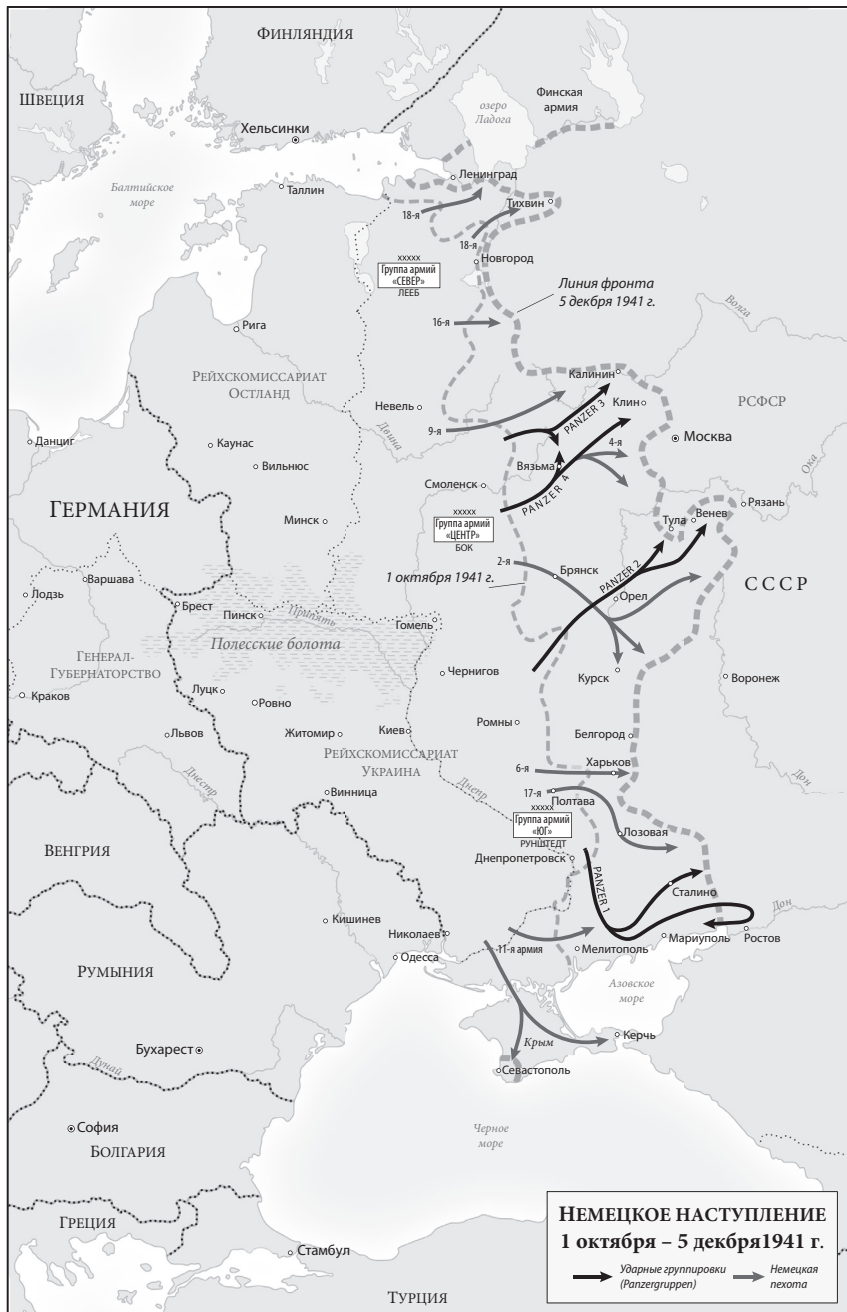 ФИНЛЯНДИЯ
ШВЕЦИЯ
Финская
армия
озеро
Ладога
Хельсинки
Ленинград
Балтийское
море
Таллин
Тихвин
18-я
18-я
xxxxx
Группа армий
«СЕВЕР»
ЛЕЕБ
Новгород
Линия фронта
5 декбря 1941 г.
Волга
16-я
Рига
РЕЙХСКОМИССАРИАТ
ОСТЛАНД
Калинин
Клин
РСФСР
PANZER 3
Невель
9-я
Двина
4-я
Москва
Данциг
Каунас
Вильнюс
Вязьма
Ока
Смоленск
PANZER 4
ГЕРМАНИЯ
Минск
xxxxx
Группа армий
«ЦЕНТР»
БОК
Тула
Венев
Рязань
2-я
Брянск
PANZER 2
1 октября 1941 г.
СССР
Варшава
Лодзь
Брест
Пинск
Припять
Гомель
Орел
Полесские болота
ГЕНЕРАЛ-
ГУБЕРНАТОРСТВО
Чернигов
Курск
Воронеж
Краков
Луцк
Ровно
Ромны
Львов
Житомир
Киев
Белгород
РЕЙХСКОМИССАРИАТ
УКРАИНА
6-я
Харьков
Днестр
Днепр
Дон
Винница
17-я
Полтава
xxxxx
Группа армий
«ЮГ»
РУНШТЕДТ
Лозовая
ВЕНГРИЯ
Днепропетровск
PANZER 1
Сталино
Кишинев
Николаев
Дон
11-я армия
Мелитополь
Мариуполь
Ростов
Одесса
РУМЫНИЯ
Азовское
море
Бухарест
Крым
Керчь
Дунай
Севастополь
София
БОЛГАРИЯ
Черное
море
ГРЕЦИЯ
Стамбул
ТУРЦИЯ
НЕМЕЦКОЕ НАСТУПЛЕНИЕ
1 октября – 5 декбря1941 г.
Ударные группировки
(Panzergruppen)
Немецкая
пехота